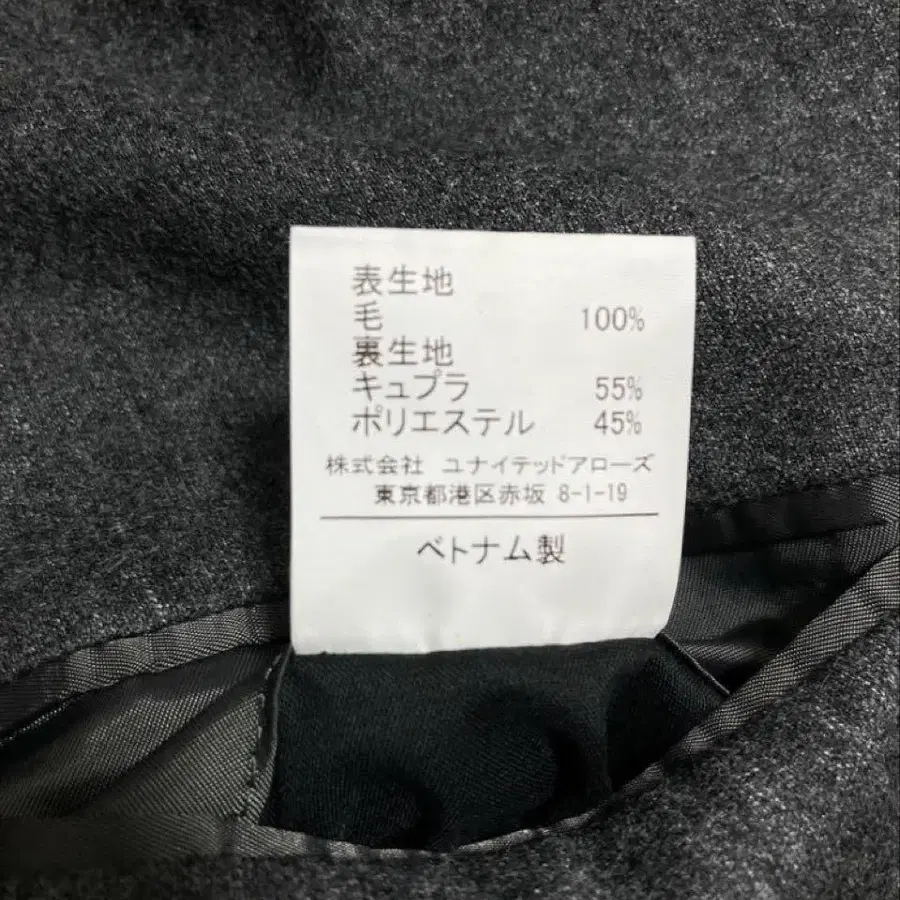 表生地
毛 100%
裏生地
キュプラ 55%
ポリエステル 45%
株式会社 ユナイテッドアローズ
東京都港区赤坂 8-1-19
ベトナム製